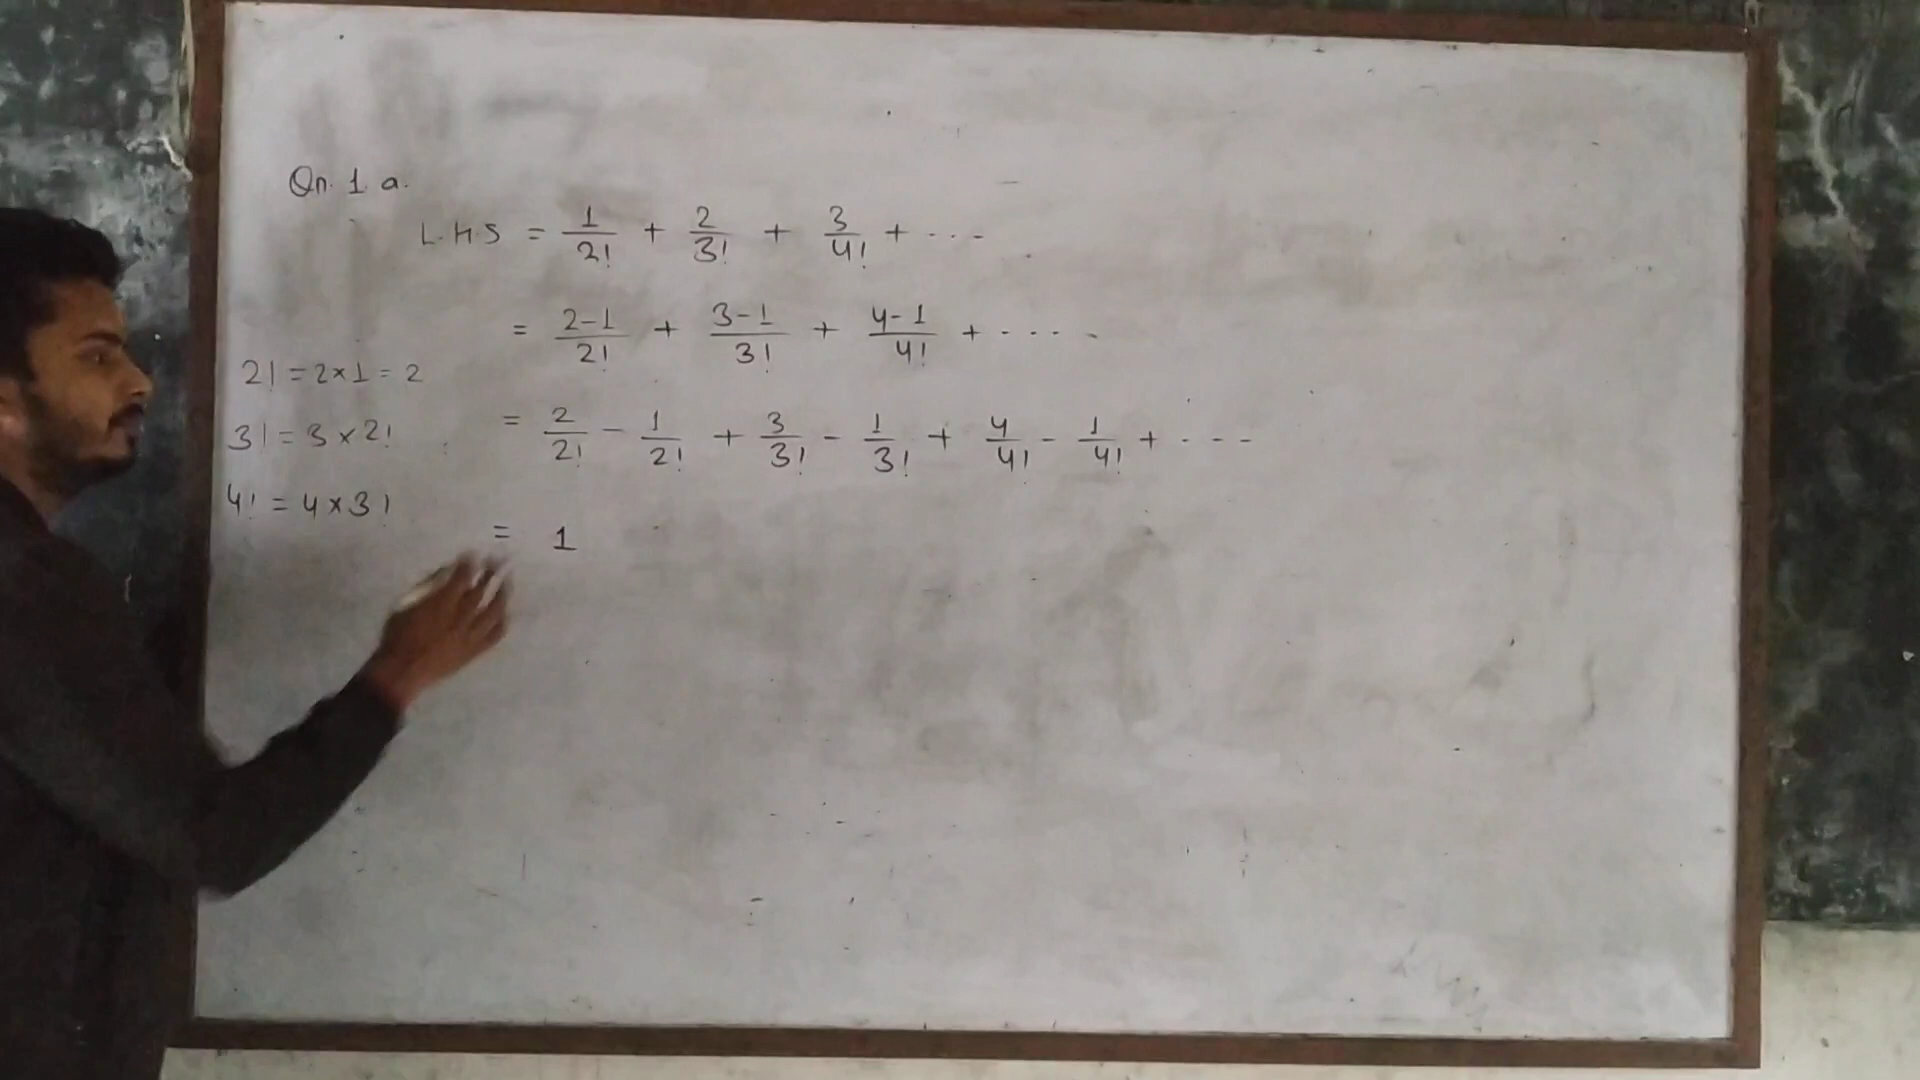 Qn. 1 a.
L.H.S = 1/2! + 2/3! + 3/4! + ...
= 2-1/2! + 3-1/3! + 4-1/4! + ....
2! = 2×1 = 2
= 2/2! - 1/2! + 3/3! - 1/3! + 4/4! - 1/4! + ...
3! = 3 × 2!
4! = 4 × 3!
= 1